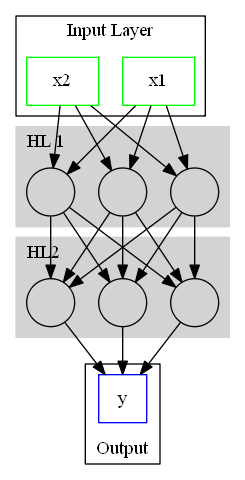 Input Layer
x2 x1
HL 1
HL2
y
Output